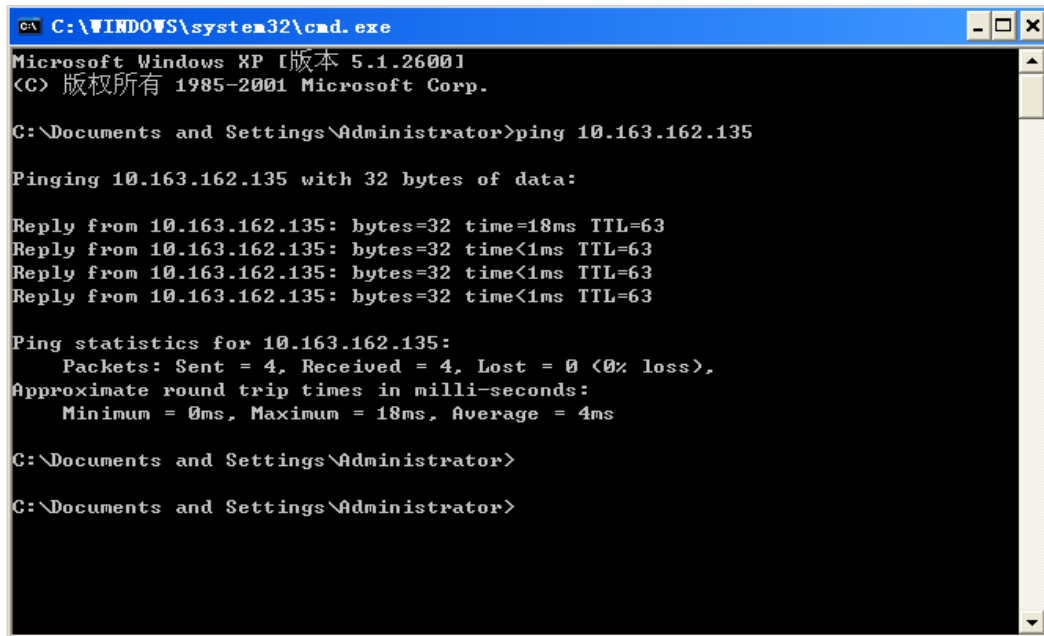 C:\WINDOWS\system32\cmd.exe
Microsoft Windows XP [版本 5.1.2600]
(C) 版权所有 1985-2001 Microsoft Corp.
C:\Documents and Settings\Administrator>ping 10.163.162.135
Pinging 10.163.162.135 with 32 bytes of data:
Reply from 10.163.162.135: bytes=32 time=18ms TTL=63
Reply from 10.163.162.135: bytes=32 time<1ms TTL=63
Reply from 10.163.162.135: bytes=32 time<1ms TTL=63
Reply from 10.163.162.135: bytes=32 time<1ms TTL=63
Ping statistics for 10.163.162.135:
    Packets: Sent = 4, Received = 4, Lost = 0 (0% loss),
Approximate round trip times in milli-seconds:
    Minimum = 0ms, Maximum = 18ms, Average = 4ms
C:\Documents and Settings\Administrator>
C:\Documents and Settings\Administrator>